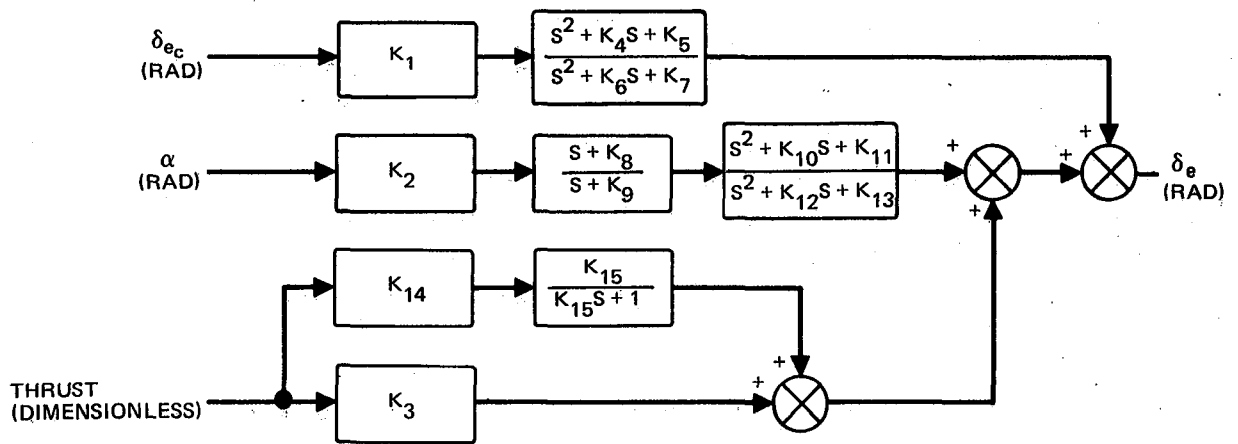 δec
(RAD)
K1
S2 + K4S + K5
S2 + K6S + K7
α
(RAD)
K2
S + K8
S + K9
S2 + K10S + K11
S2 + K12S + K13
+
+
+
+
δe
(RAD)
K14
K15
K15S + 1
+
+
THRUST
(DIMENSIONLESS)
K3